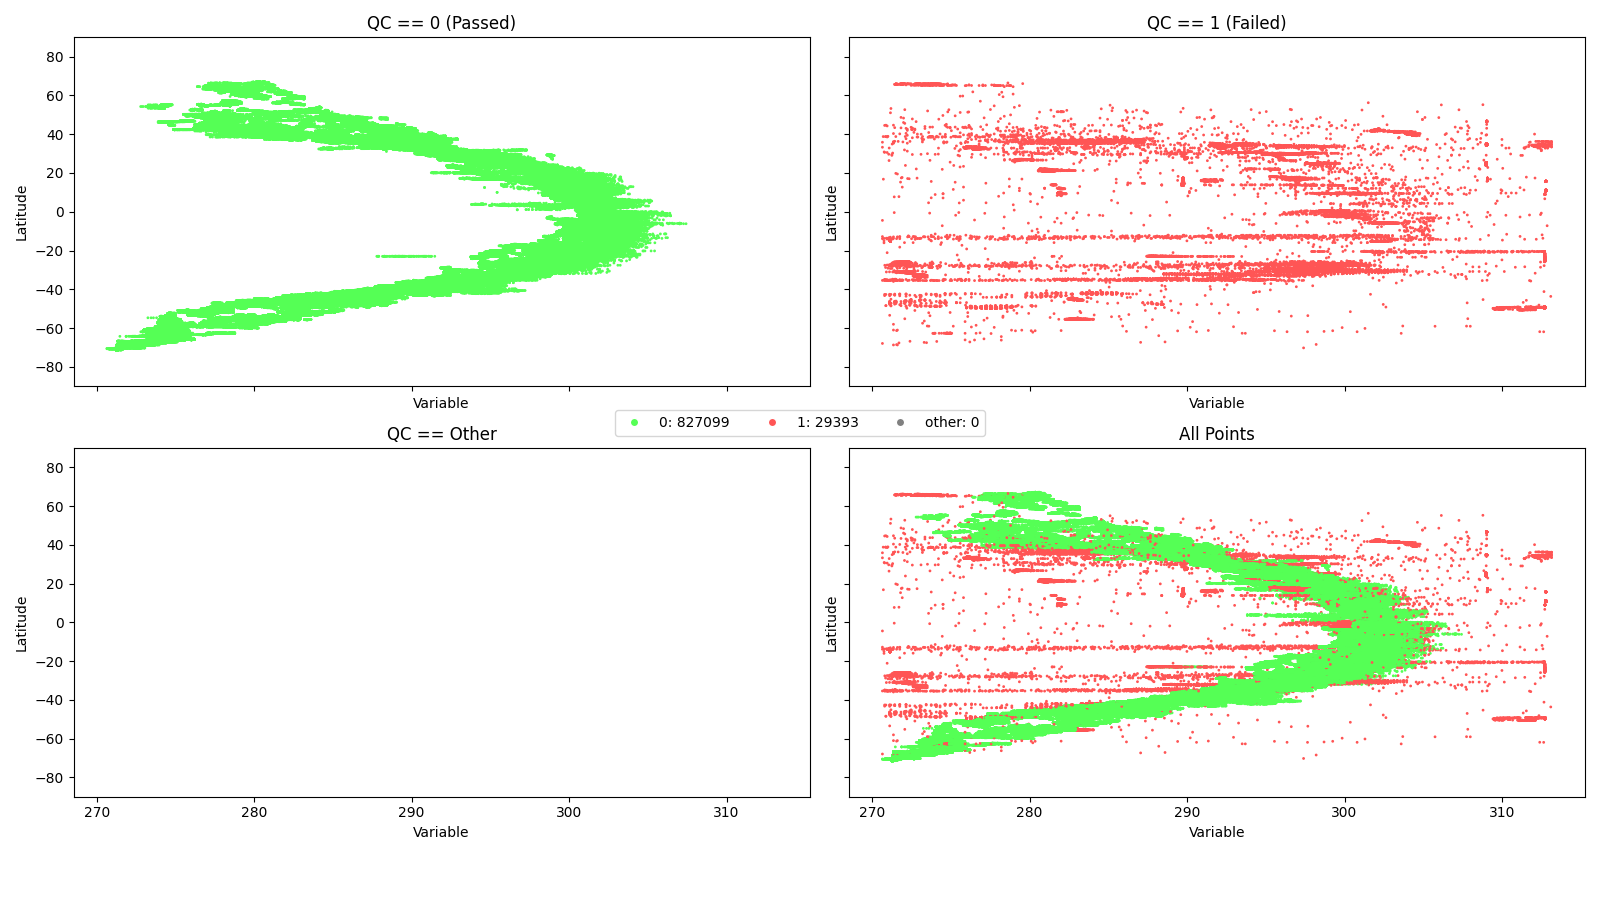 QC == 0 (Passed)
QC == 1 (Failed)
80
60
40
20
0
−20
−40
−60
−80
Latitude
Latitude
Variable
Variable
0: 827099
1: 29393
other: 0
QC == Other
All Points
80
60
40
20
0
−20
−40
−60
−80
Latitude
Latitude
270
280
290
300
310
270
280
290
300
310
Variable
Variable